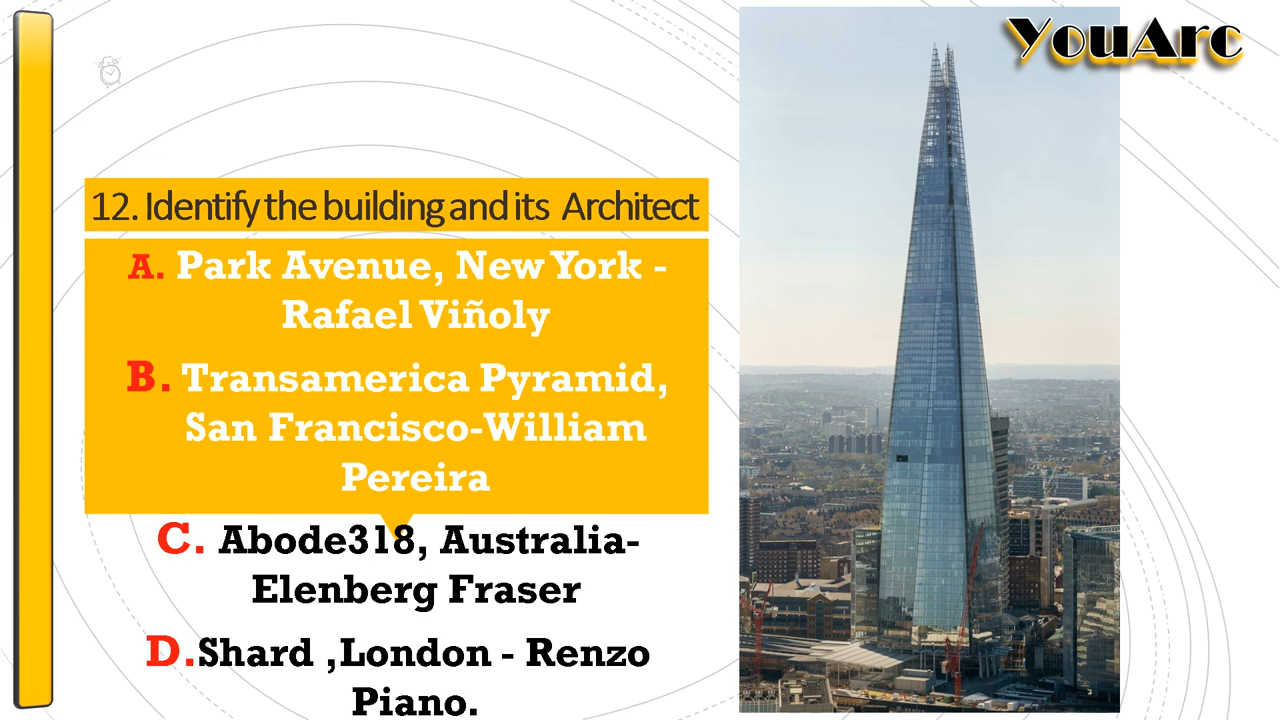 YouArc
12. Identify the building and its Architect
A. Park Avenue, New York -
Rafael Viñoly
B. Transamerica Pyramid,
San Francisco-William
Pereira
C. Abode318, Australia-
Elenberg Fraser
D.Shard ,London - Renzo
Piano.